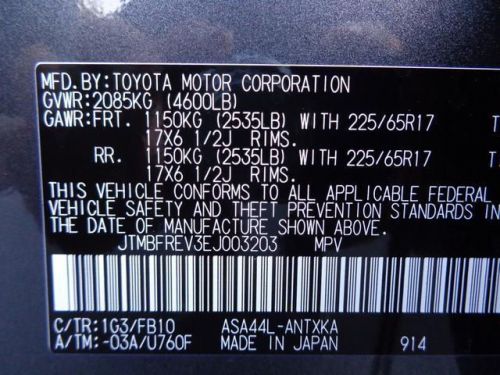 MFD.BY:TOYOTA MOTOR CORPORATION
GVWR:2085KG (4600LB)
GAWR:FRT. 1150KG (2535LB) WITH 225/65R17 T
17X6 1/2J RIMS.
RR. 1150KG (2535LB) WITH 225/65R17 T
17X6 1/2J RIMS.
THIS VEHICLE CONFORMS TO ALL APPLICABLE FEDERAL
VEHICLE SAFETY AND THEFT PREVENTION STANDARDS
THE DATE OF MANUFACTURE SHOWN ABOVE.
JTMBFREV3EJ003203 MPV
C/TR:1G3/FB10 ASA44L-ANTXKA
A/TM:-03A/U760F MADE IN JAPAN 914